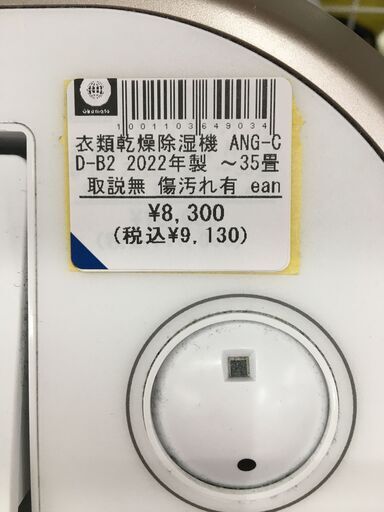 okamoto
1001103649034
衣類乾燥除湿機 ANG-C
D-B2 2022年製 ～35畳
取説無 傷汚れ有 ean
¥8,300
(税込¥9,130)